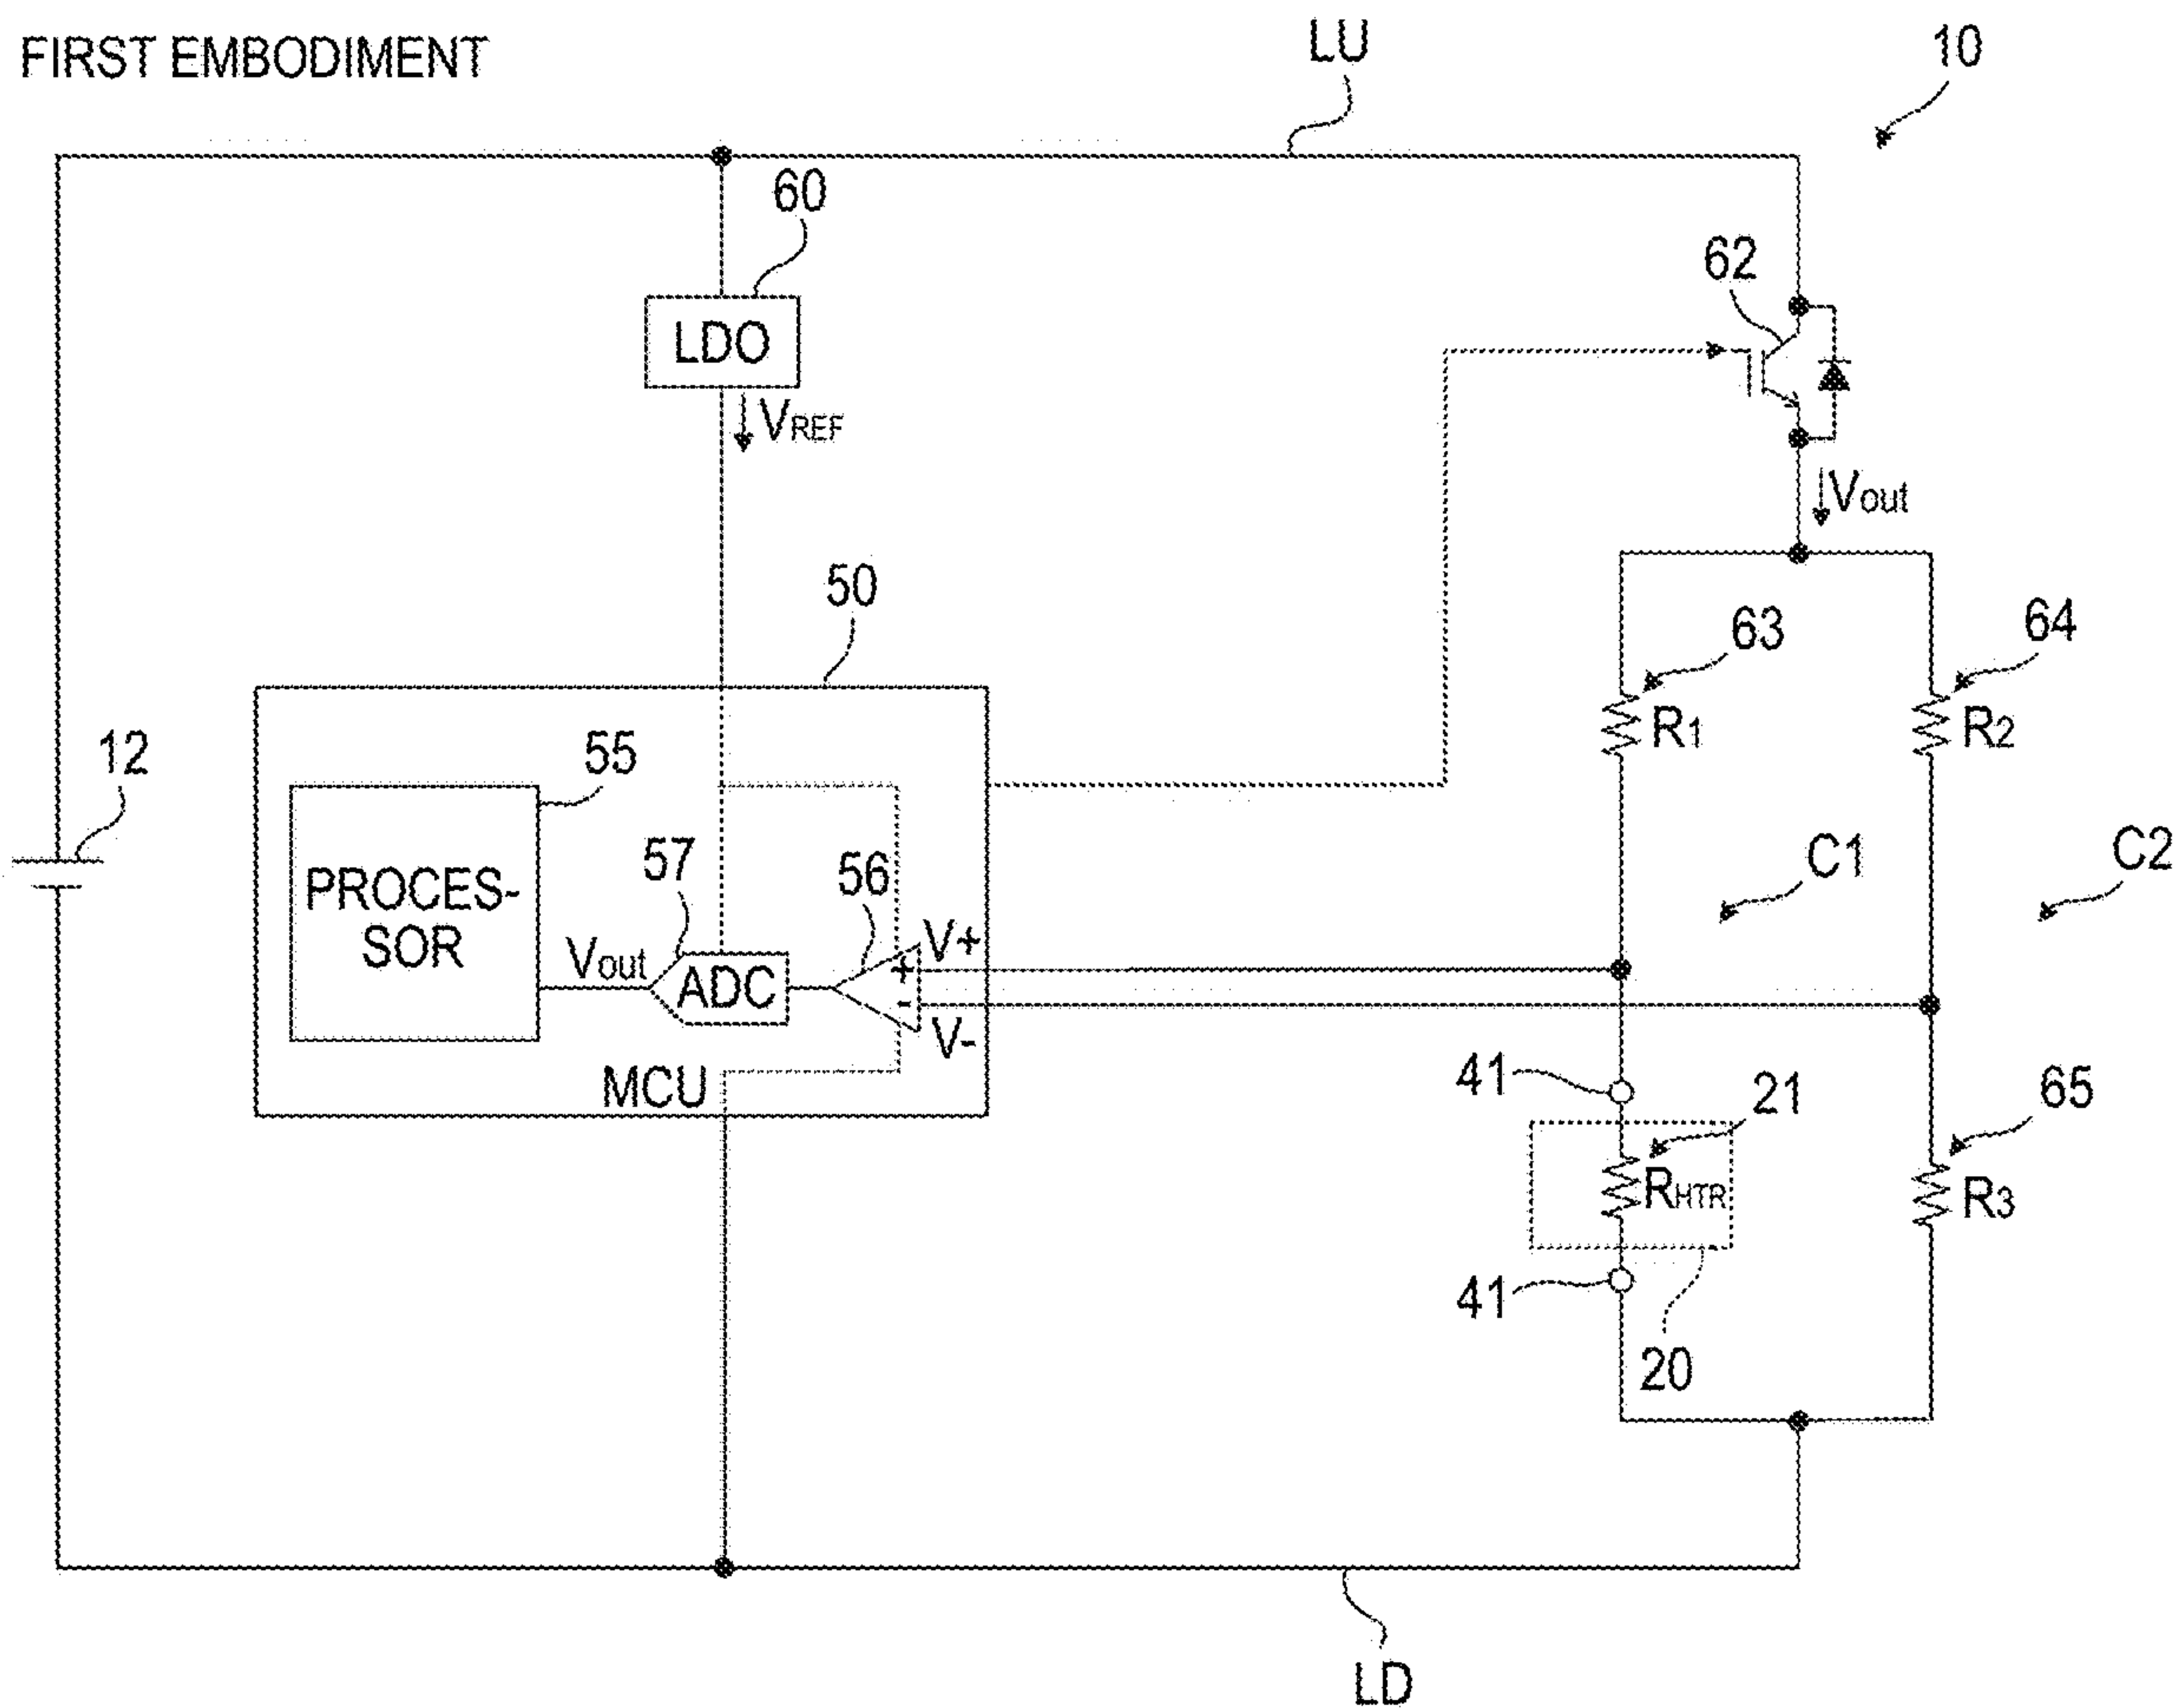 FIRST EMBODIMENT
LU
10
60
LDO
VREF
62
Vout
50
63
64
R1
R2
12
55
PROCES-
SOR
57
56
Vout
ADC
V+
+
-
V-
MCU
C1
C2
41
21
RHTR
65
R3
41
20
LD